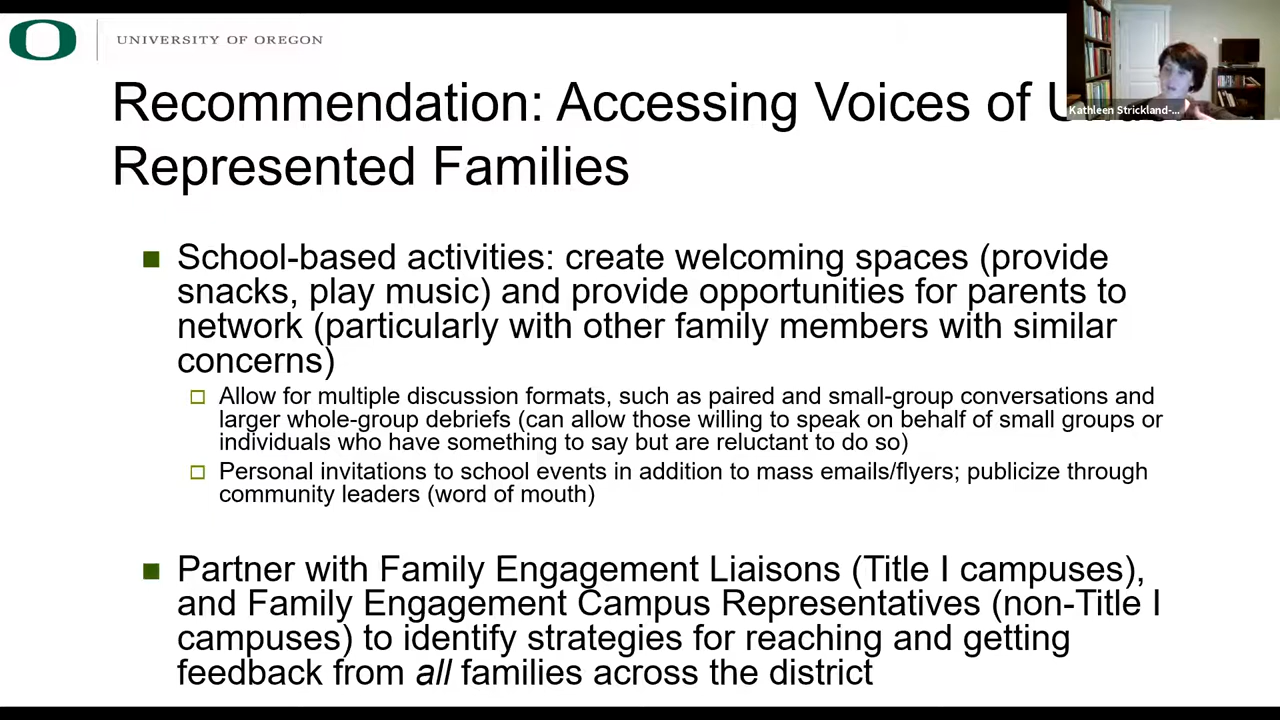 UNIVERSITY OF OREGON
Recommendation: Accessing Voices of
Represented Families
Kathleen Strickland-...
School-based activities: create welcoming spaces (provide
snacks, play music) and provide opportunities for parents to
network (particularly with other family members with similar
concerns)
Allow for multiple discussion formats, such as paired and small-group conversations and
larger whole-group debriefs (can allow those willing to speak on behalf of small groups or
individuals who have something to say but are reluctant to do so)
Personal invitations to school events in addition to mass emails/flyers; publicize through
community leaders (word of mouth)
Partner with Family Engagement Liaisons (Title I campuses),
and Family Engagement Campus Representatives (non-Title I
campuses) to identify strategies for reaching and getting
feedback from all families across the district